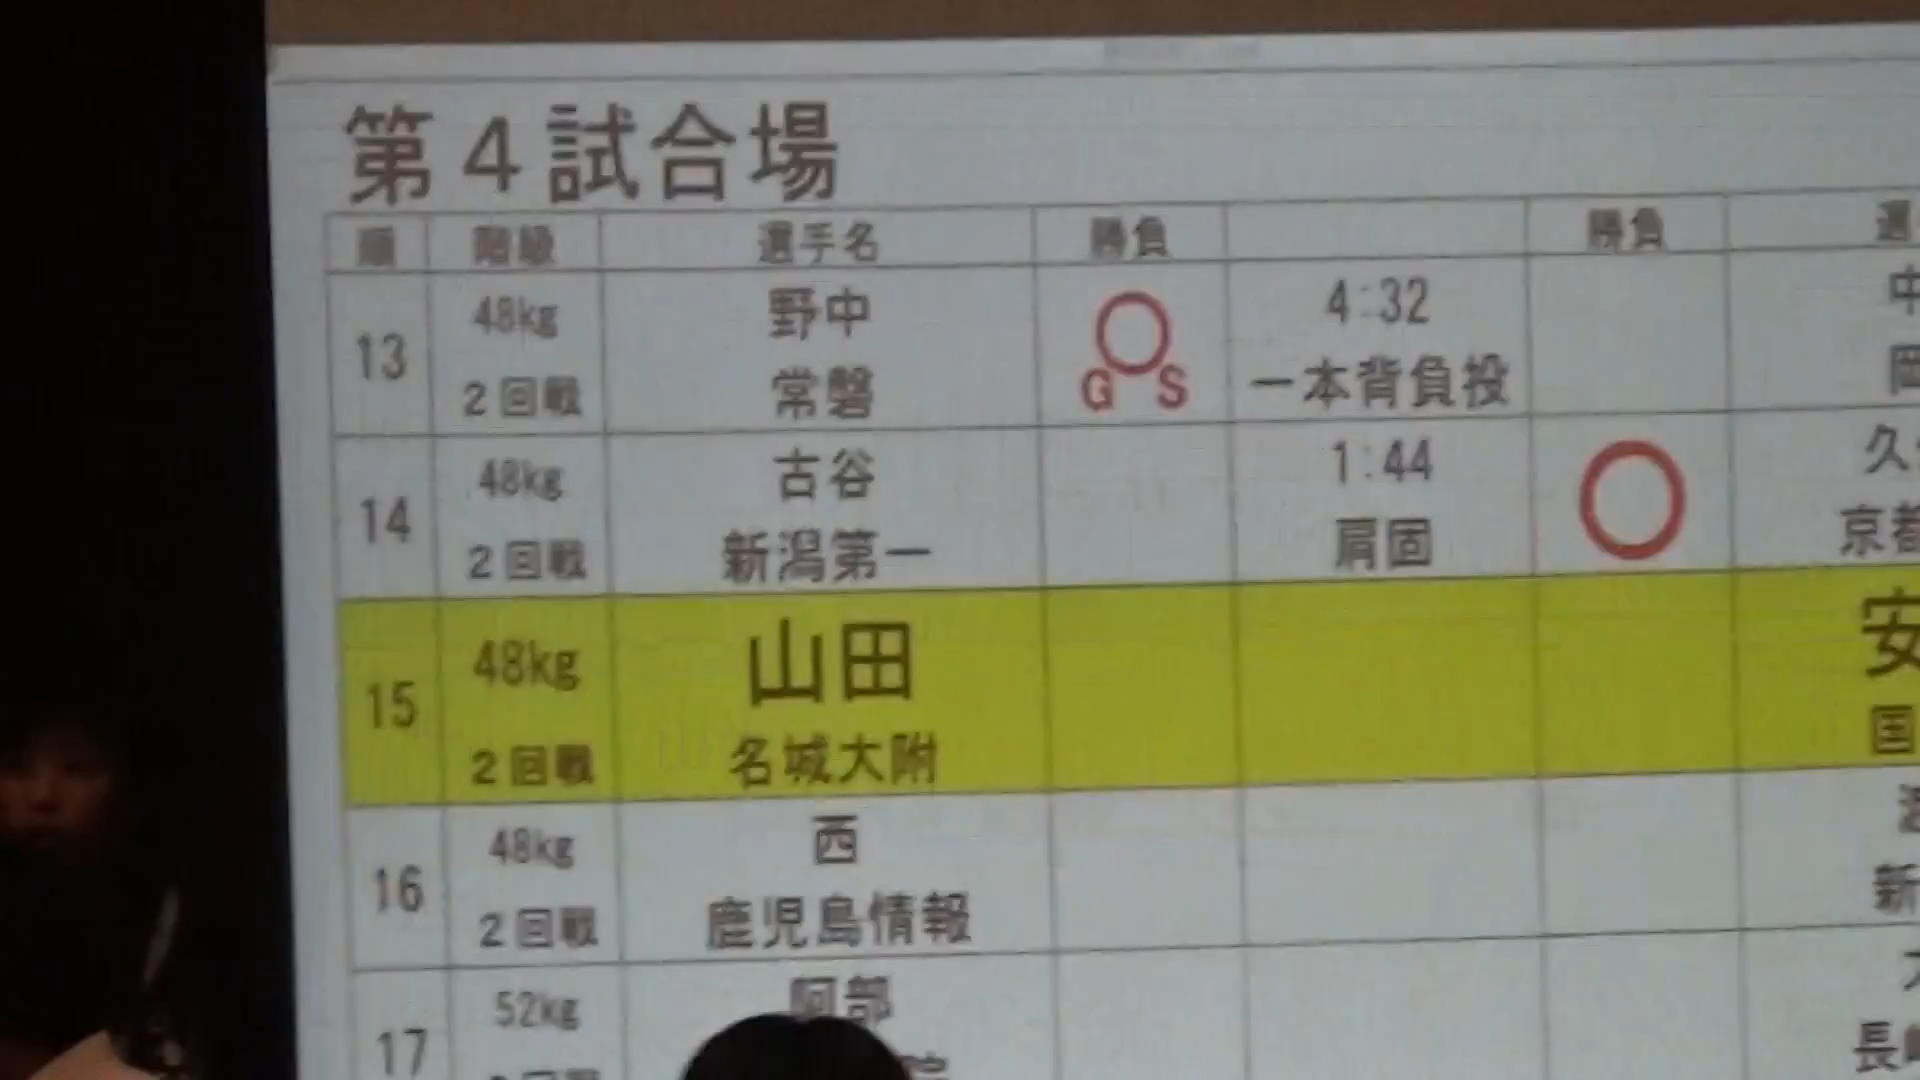 第4試合場
順 階級 選手名 勝負 勝負
13 48kg 2回戦 野中 常磐 GS 4:32 一本背負投
14 48kg 2回戦 古谷 新潟第一 1:44 肩固 京都
15 48kg 2回戦 山田 名城大附 安
16 48kg 2回戦 西 鹿児島情報 新
17 52kg 阿部